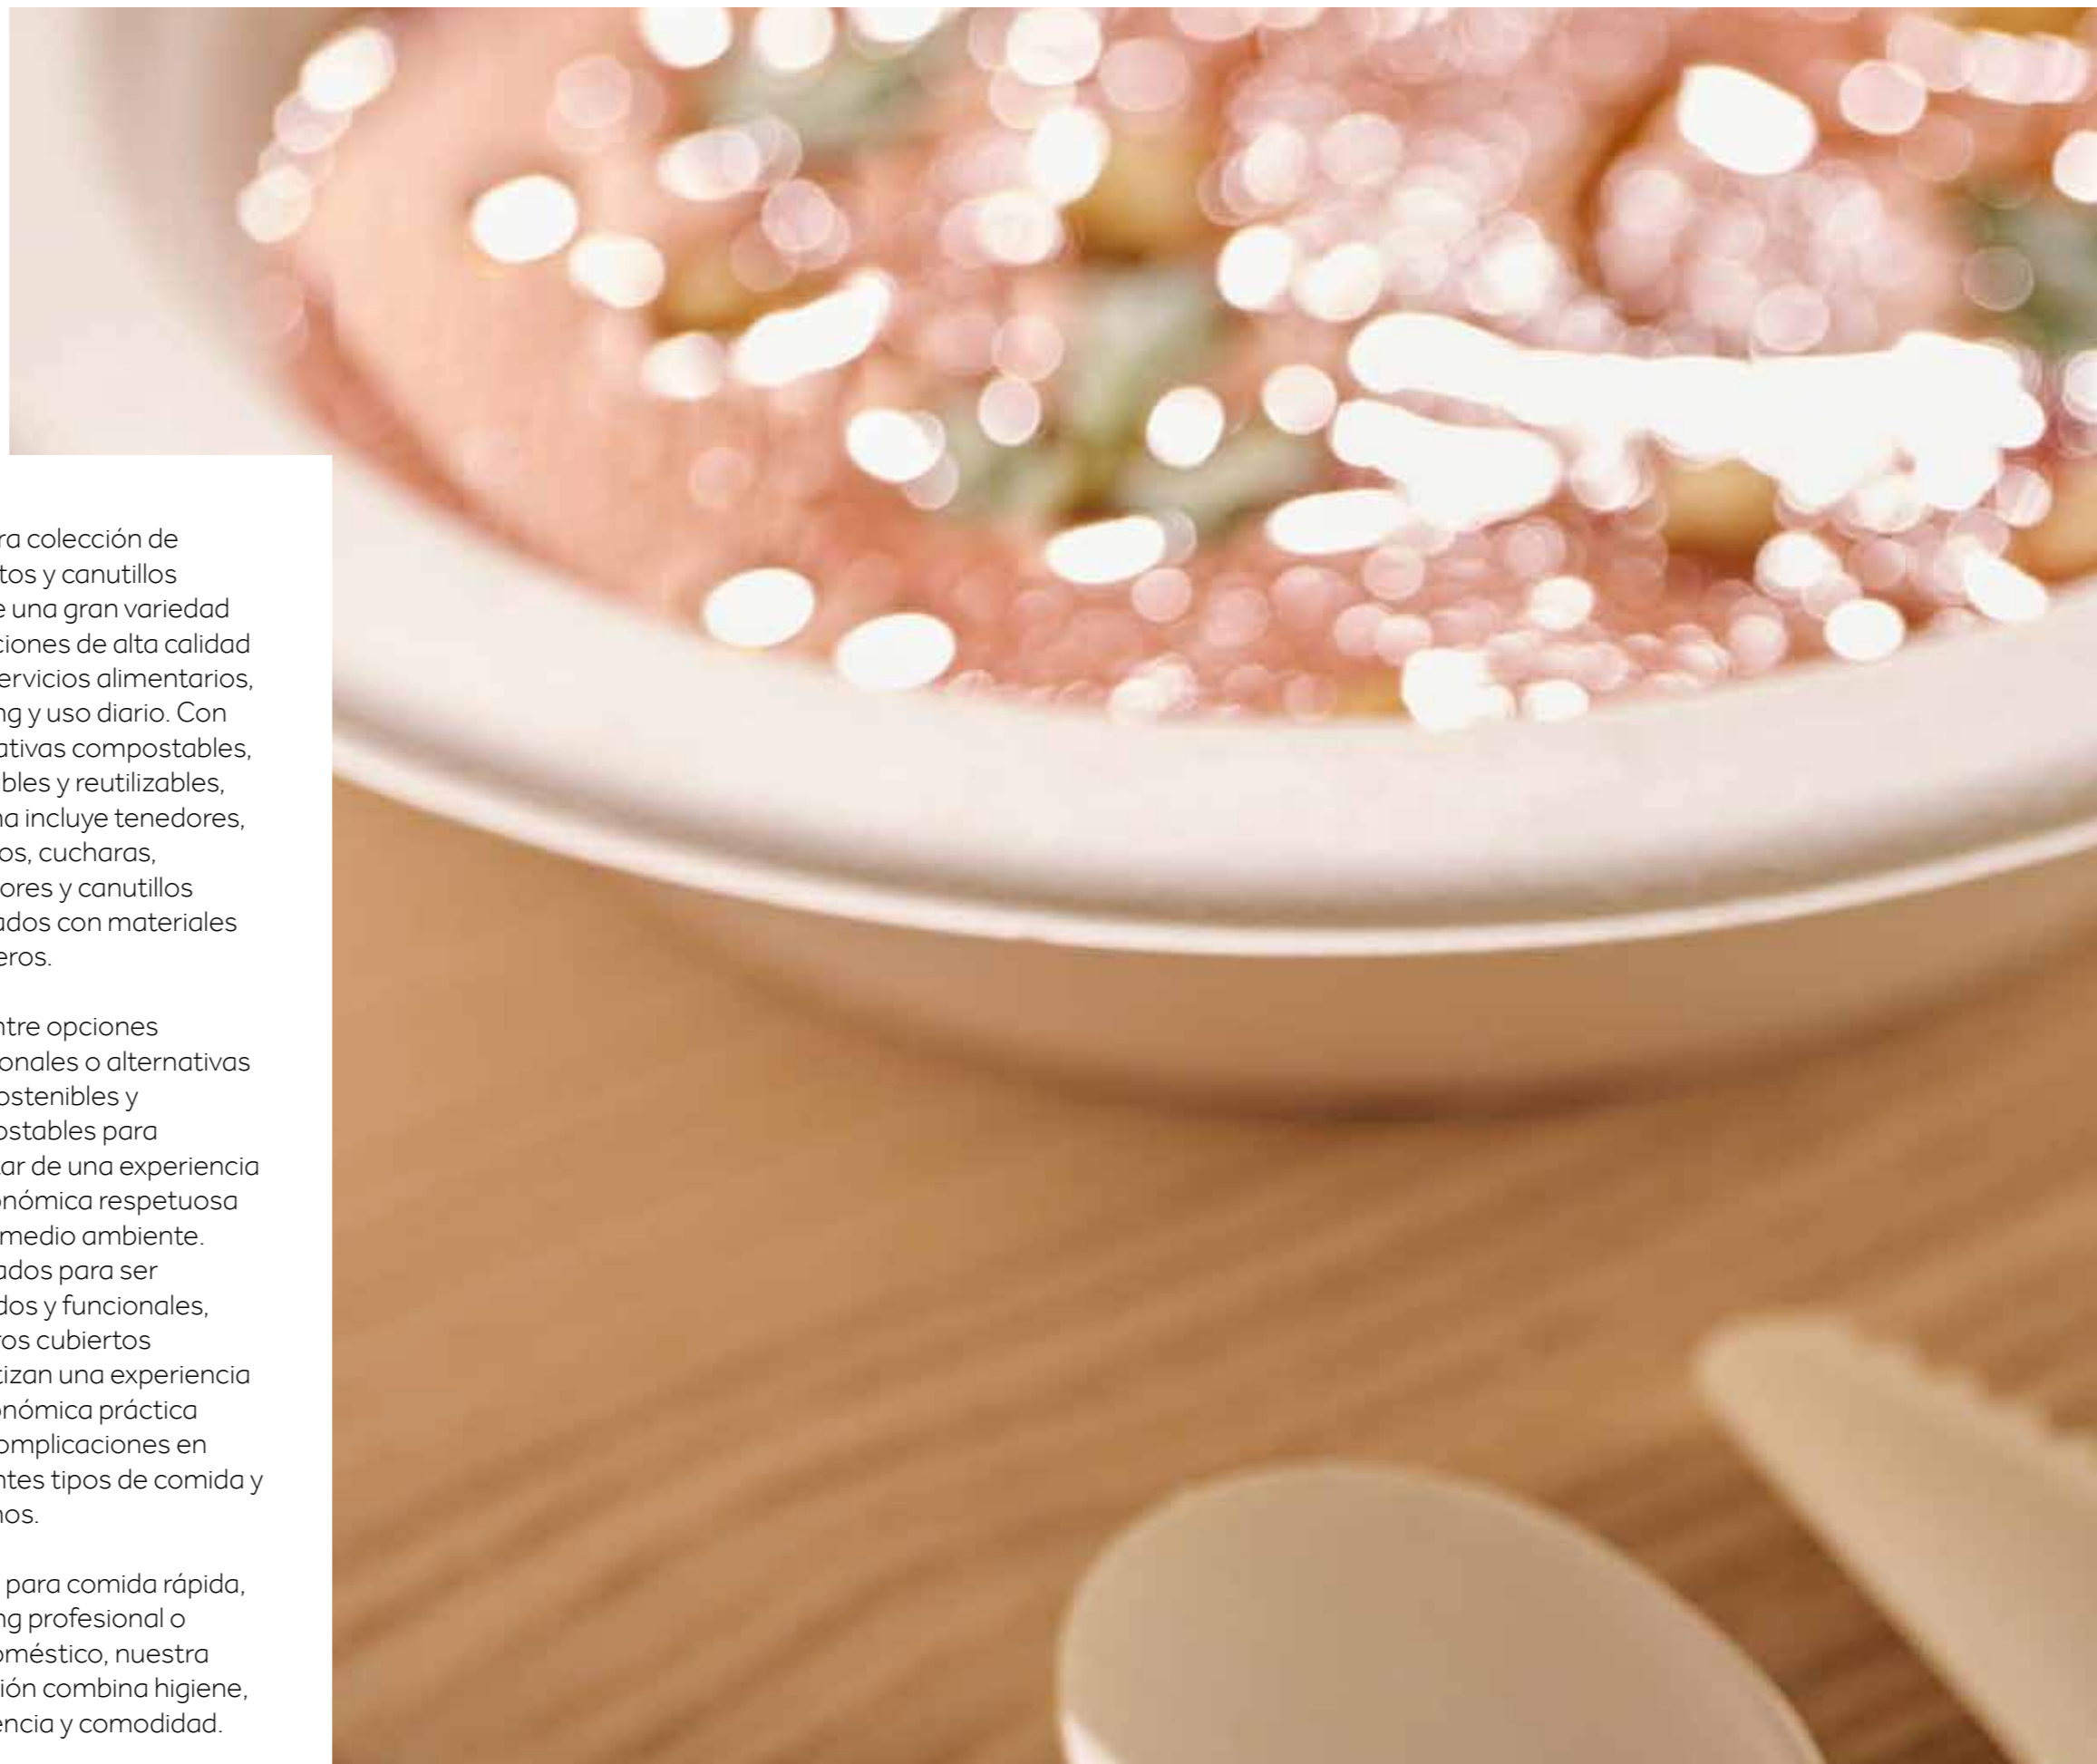 ra colección de
tos y canutillos
e una gran variedad
ciones de alta calidad
ervicios alimentarios,
ng y uso diario. Con
ativas compostables,
bles y reutilizables,
na incluye tenedores,
os, cucharas,
ores y canutillos
ados con materiales
eros.
ntre opciones
onales o alternativas
ostenibles y
ostables para
ar de una experiencia
onómica respetuosa
medio ambiente.
ados para ser
dos y funcionales,
ros cubiertos
tizan una experiencia
onómica práctica
omplicaciones en
ntes tipos de comida y
nos.
para comida rápida,
ng profesional o
oméstico, nuestra
ión combina higiene,
encia y comodidad.